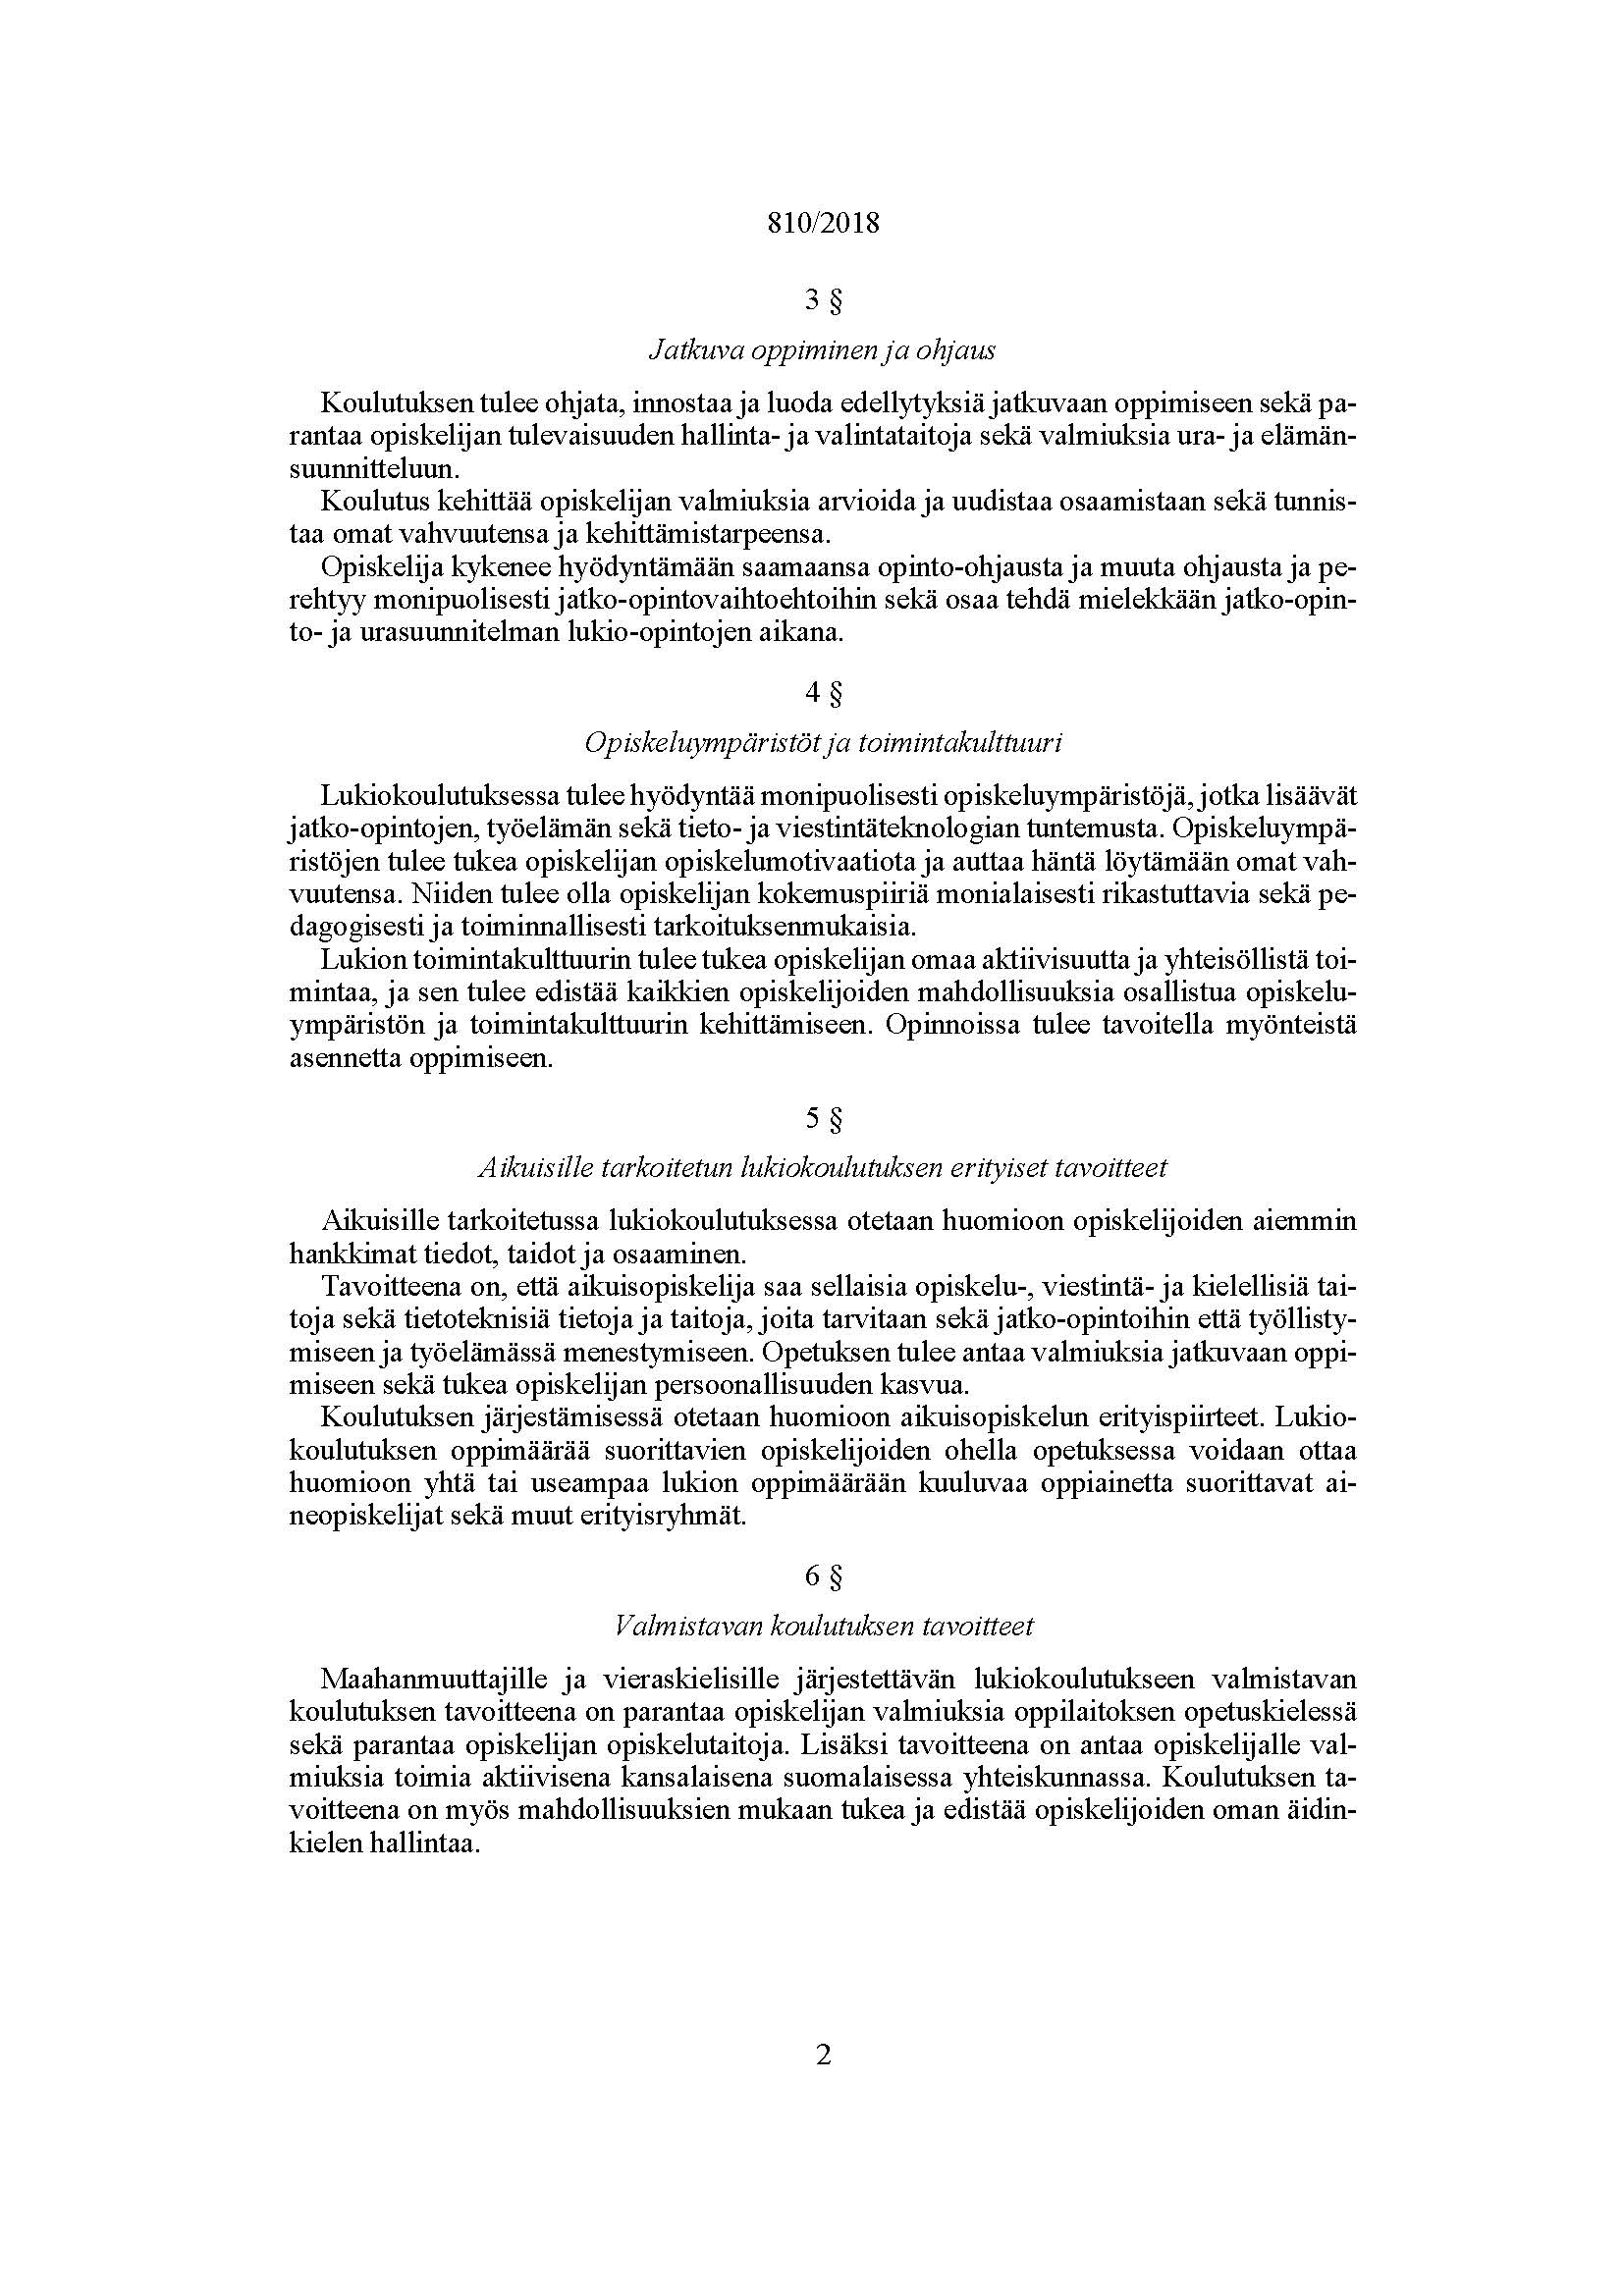 810/2018
3 §
Jatkuva oppiminen ja ohjaus
Koulutuksen tulee ohjata, innostaa ja luoda edellytyksiä jatkuvaan oppimiseen sekä pa-
rantaa opiskelijan tulevaisuuden hallinta- ja valintataitoja sekä valmiuksia ura- ja elämän-
suunnitteluun.
Koulutus kehittää opiskelijan valmiuksia arvioida ja uudistaa osaamistaan sekä tunnis-
taa omat vahvuutensa ja kehittämistarpeensa.
Opiskelija kykenee hyödyntämään saamaansa opinto-ohjausta ja muuta ohjausta ja pe-
rehtyy monipuolisesti jatko-opintovaihtoehtoihin sekä osaa tehdä mielekkään jatko-opin-
to- ja urasuunnitelman lukio-opintojen aikana.
4 §
Opiskeluympäristöt ja toimintakulttuuri
Lukiokoulutuksessa tulee hyödyntää monipuolisesti opiskeluympäristöjä, jotka lisäävät
jatko-opintojen, työelämän sekä tieto- ja viestintäteknologian tuntemusta. Opiskeluympä-
ristöjen tulee tukea opiskelijan opiskelumotivaatiota ja auttaa häntä löytämään omat vah-
vuutensa. Niiden tulee olla opiskelijan kokemuspiiriä monialaisesti rikastuttavia sekä pe-
dagogisesti ja toiminnallisesti tarkoituksenmukaisia.
Lukion toimintakulttuurin tulee tukea opiskelijan omaa aktiivisuutta ja yhteisöllistä toi-
mintaa, ja sen tulee edistää kaikkien opiskelijoiden mahdollisuuksia osallistua opiskelu-
ympäristön ja toimintakulttuurin kehittämiseen. Opinnoissa tulee tavoitella myönteistä
asennetta oppimiseen.
5 §
Aikuisille tarkoitetun lukiokoulutuksen erityiset tavoitteet
Aikuisille tarkoitetussa lukiokoulutuksessa otetaan huomioon opiskelijoiden aiemmin
hankkimat tiedot, taidot ja osaaminen.
Tavoitteena on, että aikuisopiskelija saa sellaisia opiskelu-, viestintä- ja kielellisiä tai-
toja sekä tietoteknisiä tietoja ja taitoja, joita tarvitaan sekä jatko-opintoihin että työllisty-
miseen ja työelämässä menestymiseen. Opetuksen tulee antaa valmiuksia jatkuvaan oppi-
miseen sekä tukea opiskelijan persoonallisuuden kasvua.
Koulutuksen järjestämisessä otetaan huomioon aikuisopiskelun erityispiirteet. Lukio-
koulutuksen oppimäärää suorittavien opiskelijoiden ohella opetuksessa voidaan ottaa
huomioon yhtä tai useampaa lukion oppimäärään kuuluvaa oppiainetta suorittavat ai-
neopiskelijat sekä muut erityisryhmät.
6 §
Valmistavan koulutuksen tavoitteet
Maahanmuuttajille ja vieraskielisille järjestettävän lukiokoulutukseen valmistavan
koulutuksen tavoitteena on parantaa opiskelijan valmiuksia oppilaitoksen opetuskielessä
sekä parantaa opiskelijan opiskelutaitoja. Lisäksi tavoitteena on antaa opiskelijalle val-
miuksia toimia aktiivisena kansalaisena suomalaisessa yhteiskunnassa. Koulutuksen ta-
voitteena on myös mahdollisuuksien mukaan tukea ja edistää opiskelijoiden oman äidin-
kielen hallintaa.
2